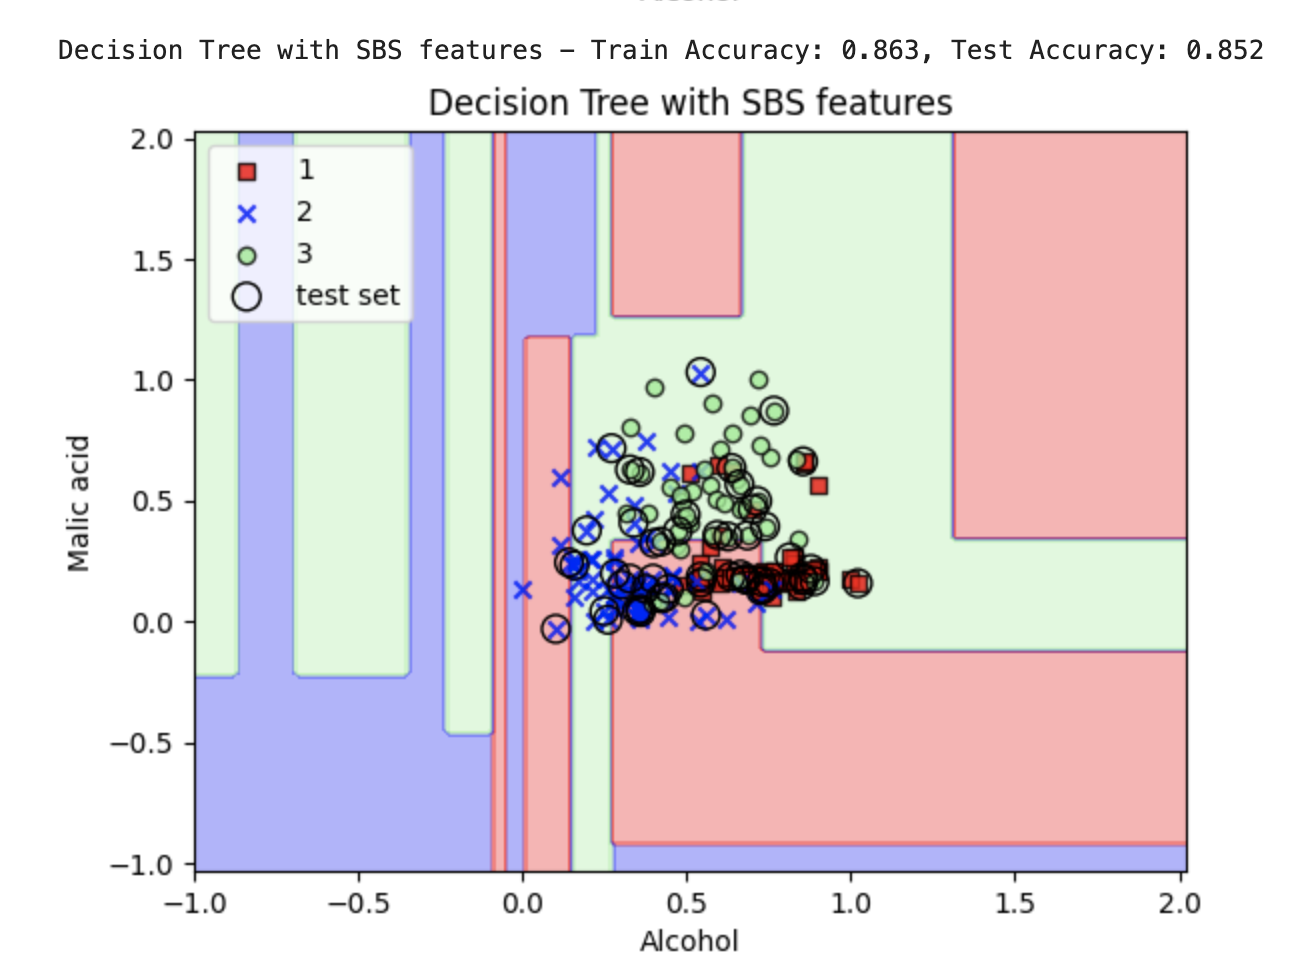 Decision Tree with SBS features – Train Accuracy: 0.863, Test Accuracy: 0.852
Decision Tree with SBS features
2.0
1.5
1.0
0.5
0.0
−0.5
−1.0
Malic acid
1
2
3
test set
−1.0 −0.5 0.0 0.5 1.0 1.5 2.0
Alcohol